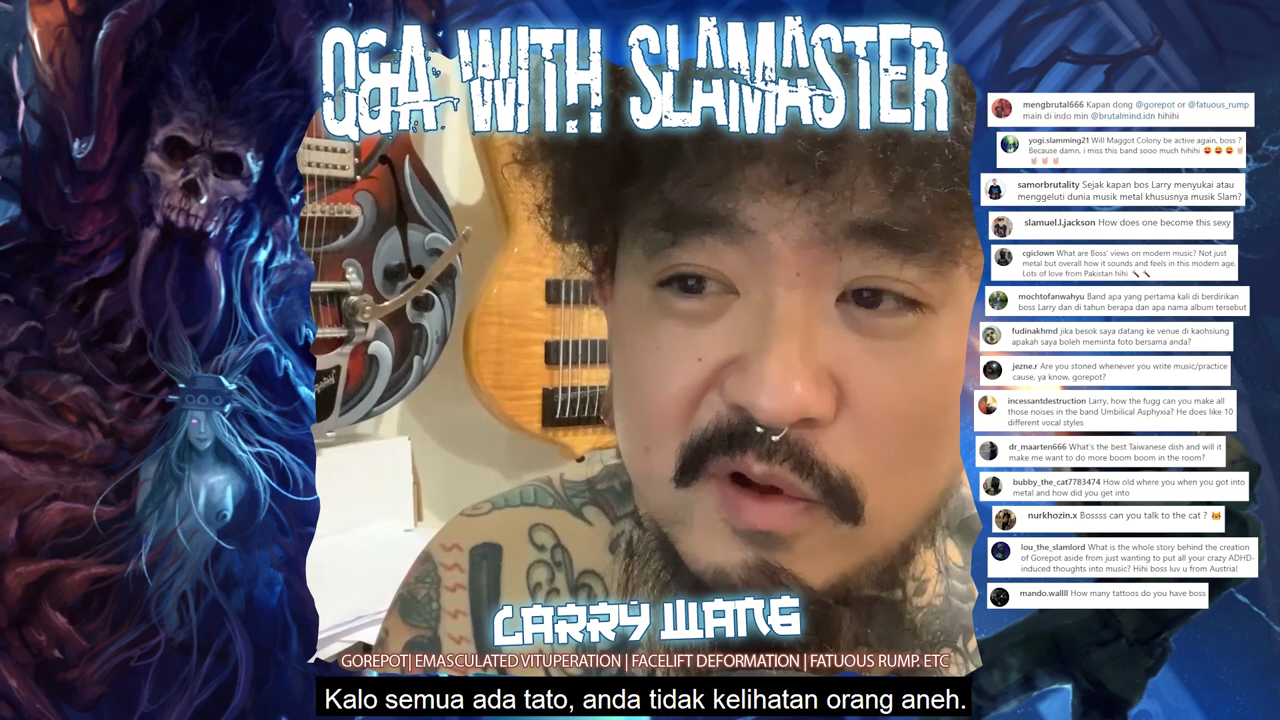 Q&A WITH SLAMASTER
mengbrutal666 Kapan dong @gorepot or @fatuous_rump
main di indo min @brutalmind.idn hihihi
yogi.slamming21 Will Maggot Colony be active again, boss ?
Because damn, i miss this band sooo much hihihi 🤩🤩🤩🤘🏻
🤘🏻🤘🏻🤘🏻
samorbrutality Sejak kapan bos Larry menyukai atau
menggeluti dunia musik metal khususnya musik Slam?
slamuel.l.jackson How does one become this sexy
cgiclown What are Boss' views on modern music? Not just
metal but overall how it sounds and feels in this modern age.
Lots of love from Pakistan hihi
mochtofanwahyu Band apa yang pertama kali di berdirikan
boss Larry dan di tahun berapa dan apa nama album tersebut
fudinakhmd jika besok saya datang ke venue di kaohsiung
apakah saya boleh meminta foto bersama anda?
jezne.r Are you stoned whenever you write music/practice
cause, ya know, gorepot?
incessantdestruction Larry, how the fugg can you make all
those noises in the band Umbilical Asphyxia? He does like 10
different vocal styles
dr_maarten666 What's the best Taiwanese dish and will it
make me want to do more boom boom in the room?
bubby_the_cat7783474 How old where you when you got into
metal and how did you get into
nurkhozin.x Bossss can you talk to the cat ? 😻
lou_the_slamlord What is the whole story behind the creation
of Gorepot aside from just wanting to put all your crazy ADHD-
induced thoughts into music? Hihi boss luv u from Austria!
mando.wallll How many tattoos do you have boss
LARRY WANG
GOREPOT| EMASCULATED VITUPERATION | FACELIFT DEFORMATION | FATUOUS RUMP. ETC
Kalo semua ada tato, anda tidak kelihatan orang aneh.